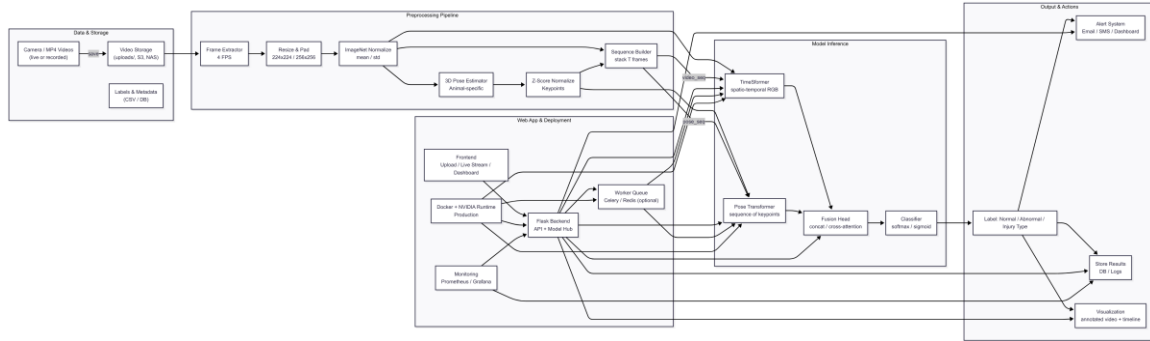 Data & Storage
Camera / MP4 Videos
(live or recorded)
Video Storage
(uploads/, S3, NAS)
Labels & Metadata
(CSV / DB)
Preprocessing Pipeline
Frame Extractor
4 FPS
Resize & Pad
224x224 / 256x256
ImageNet Normalize
mean / std
3D Pose Estimator
Animal-specific
Z-Score Normalize
Keypoints
Sequence Builder
stack T frames
Web App & Deployment
Frontend
Upload / Live Stream /
Dashboard
Docker + NVIDIA Runtime
Production
Monitoring
Prometheus / Grafana
Flask Backend
API + Model Hub
Worker Queue
Celery / Redis (optional)
Model Inference
TimeSformer
spatio-temporal RGB
Pose Transformer
sequence of keypoints
Fusion Head
concat / cross-attention
Classifier
softmax / sigmoid
Output & Actions
Alert System
Email / SMS / Dashboard
Label: Normal / Abnormal /
Injury Type
Store Results
DB / Logs
Visualization
annotated video + timeline